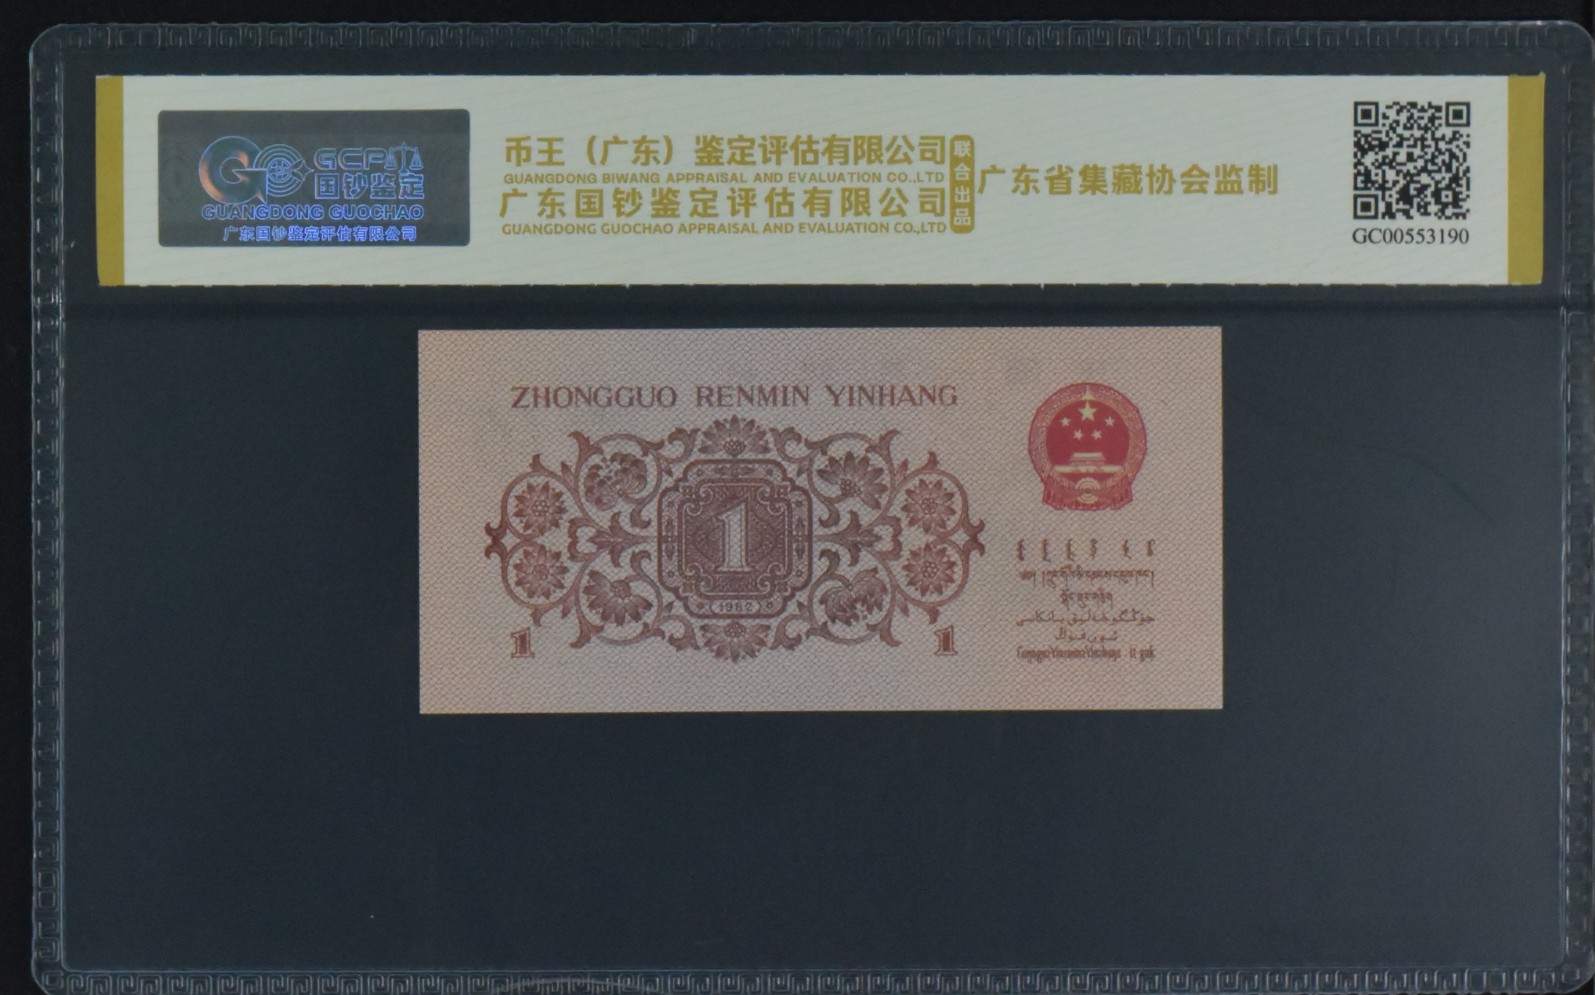 GCP
国钞鉴定
GUANGDONG GUOCHAO
广东国钞鉴定评估有限公司
币王（广东）鉴定评估有限公司
GUANGDONG BIWANG APPRAISAL AND EVALUATION CO.,LTD
广东国钞鉴定评估有限公司
GUANGDONG GUOCHAO APPRAISAL AND EVALUATION CO.,LTD
联合出品
广东省集藏协会监制
GC00553190
ZHONGGUO RENMIN YINHANG
1
1962
1
1